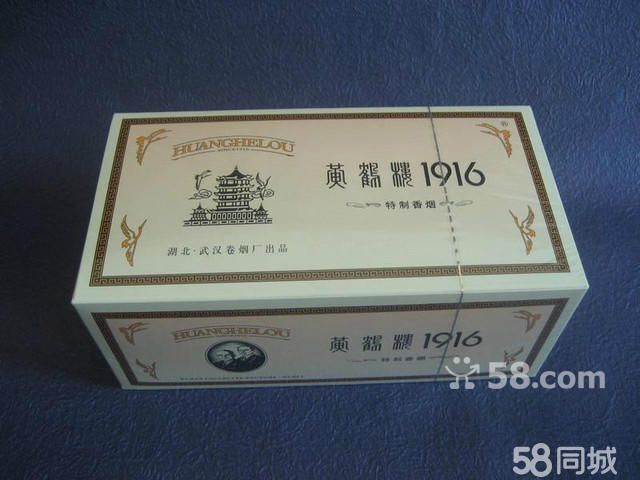 HUANGHELOU
黄鹤楼1916
®
特制香烟
湖北·武汉卷烟厂出品
HUANGHELOU
黄鹤楼1916
特制香烟
58.com
58同城